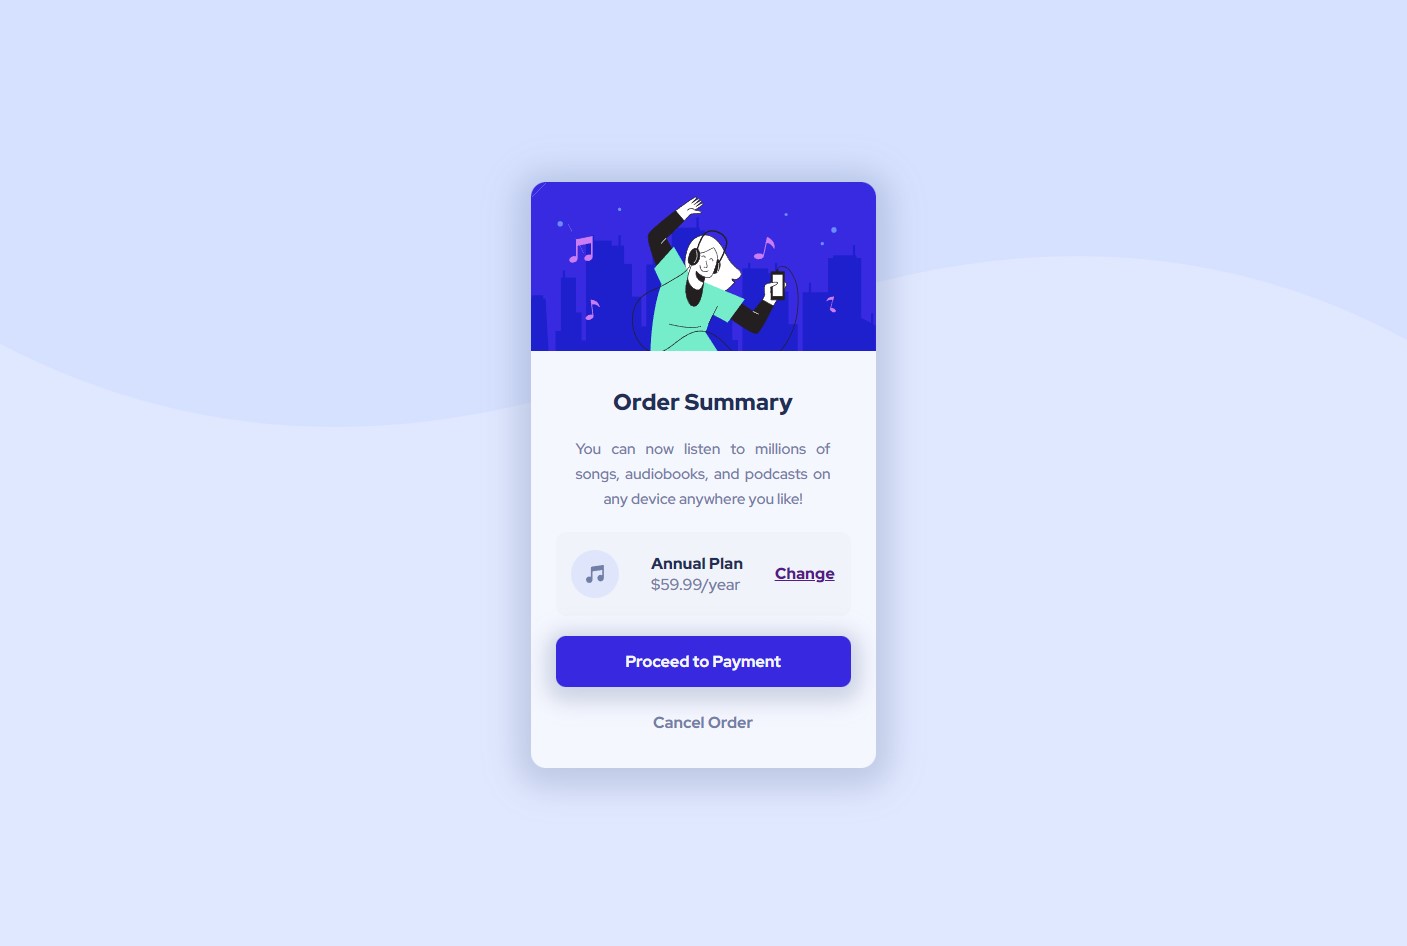 Order Summary
You can now listen to millions of
songs, audiobooks, and podcasts on
any device anywhere you like!
Annual Plan
$59.99/year
Change
Proceed to Payment
Cancel Order